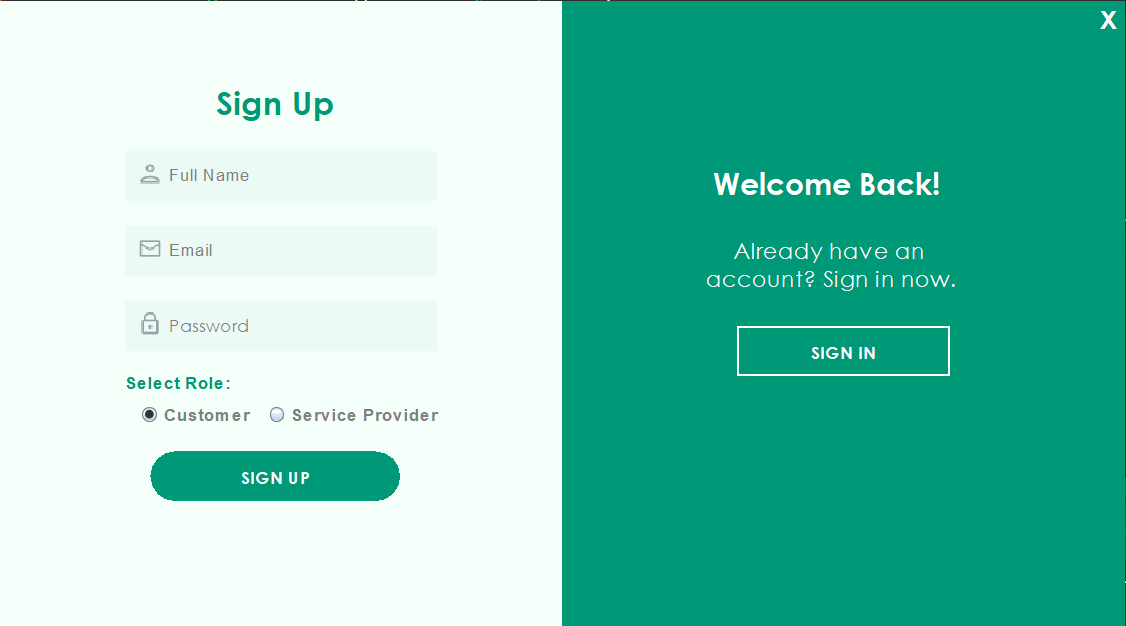 Sign Up
Full Name
Email
Password
Select Role:
Customer Service Provider
SIGN UP
X
Welcome Back!
Already have an
account? Sign in now.
SIGN IN